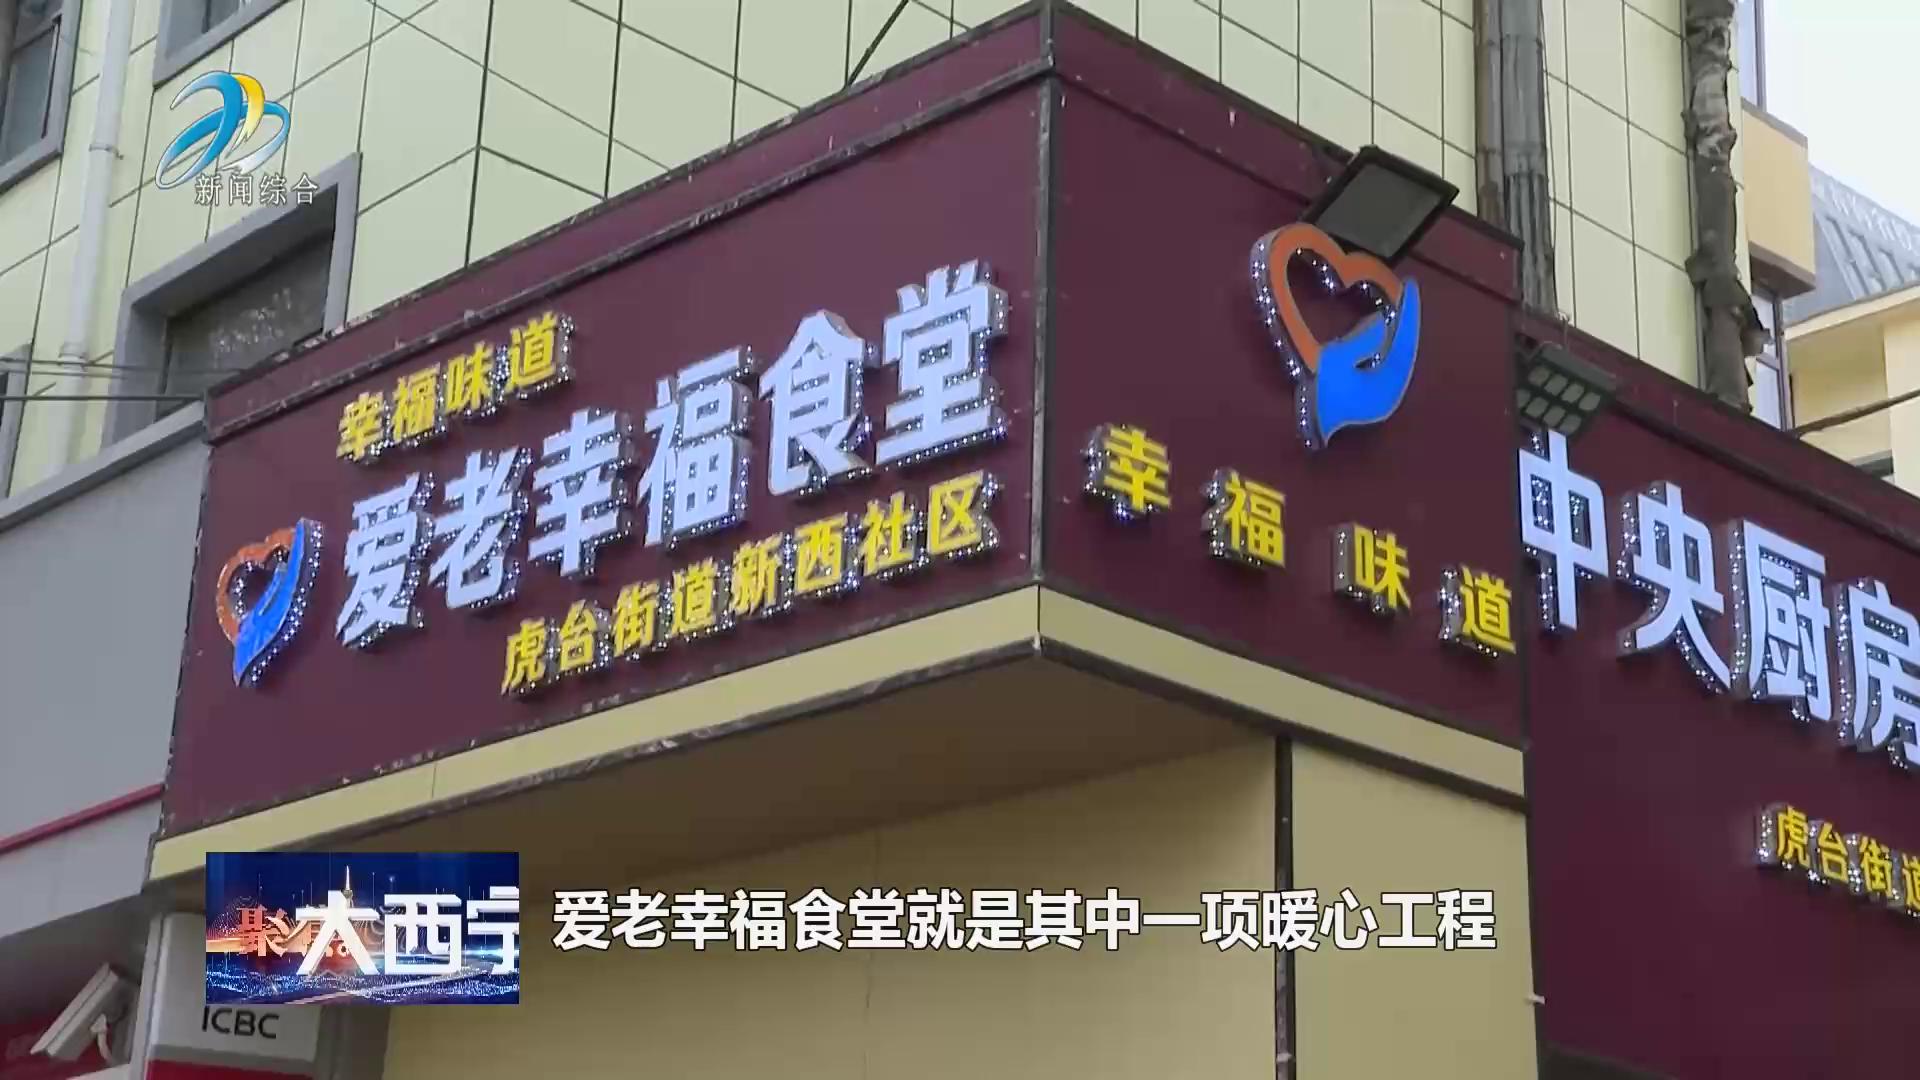 新闻综合
幸福味道
爱老幸福食堂
虎台街道新西社区
幸福味道
中央厨房
虎台街道
聚焦大西宁
爱老幸福食堂就是其中一项暖心工程
ICBC